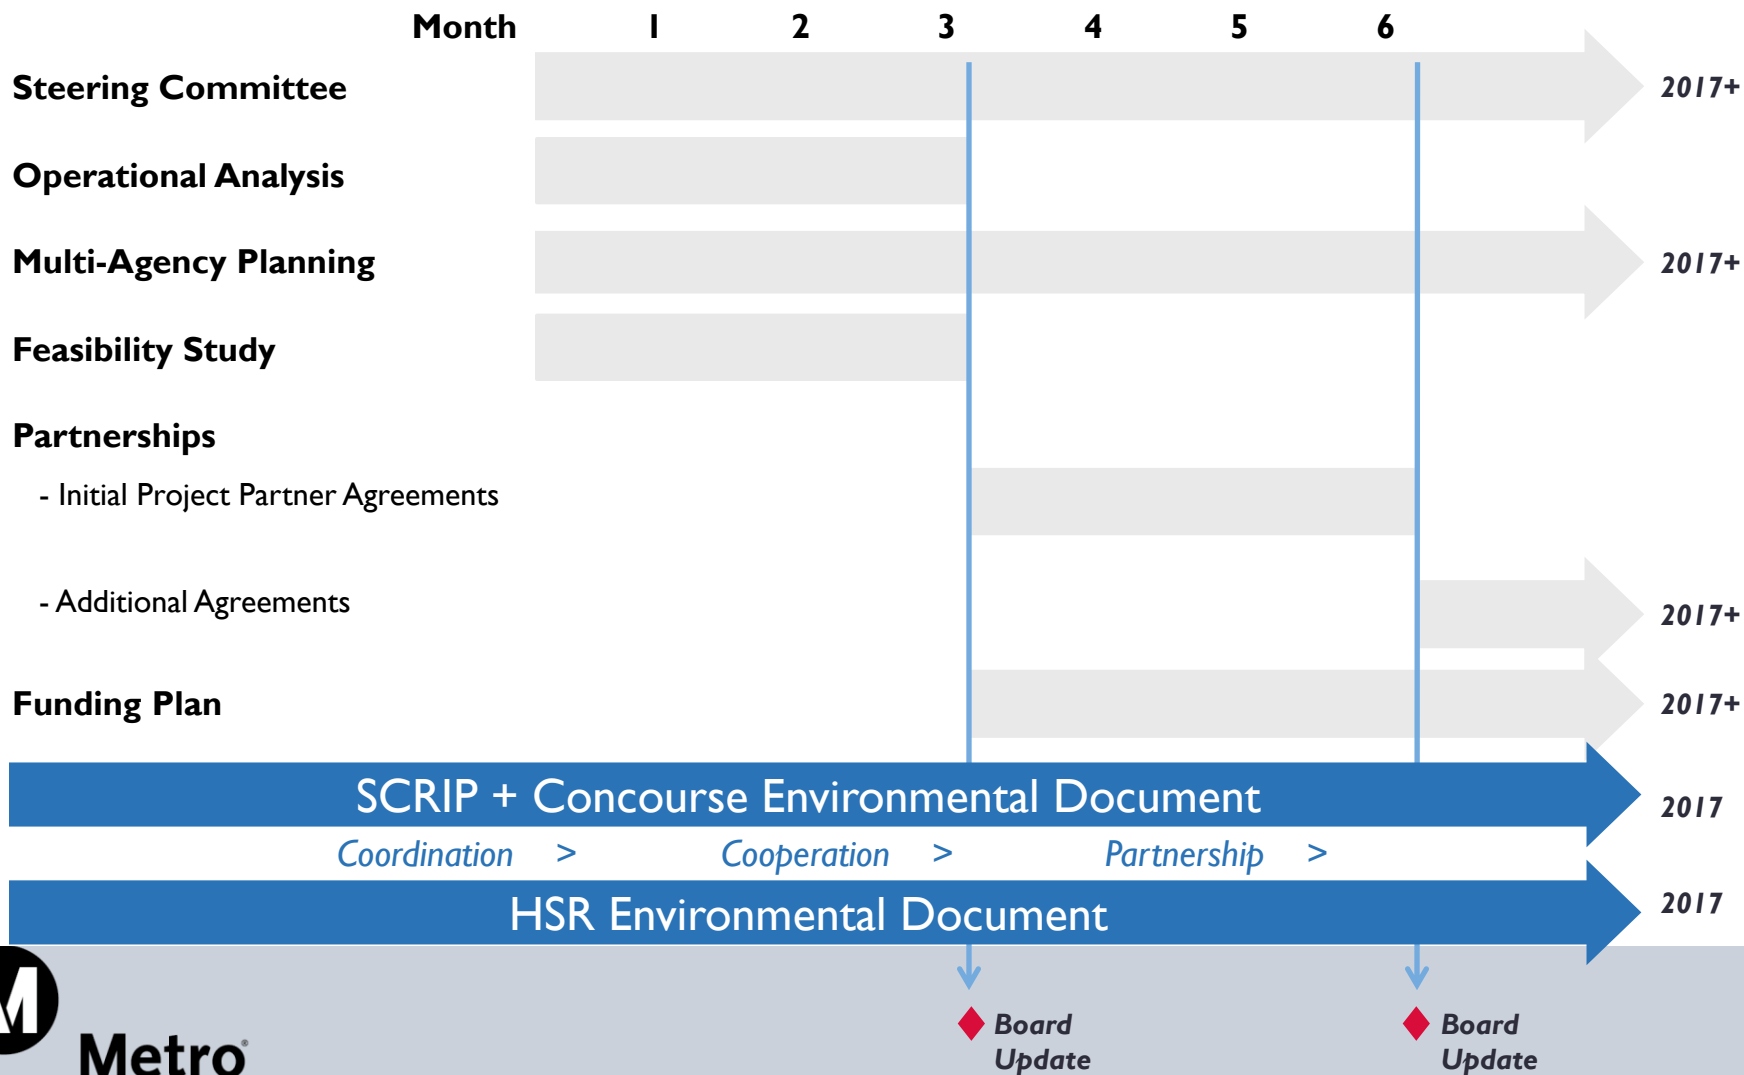 Month 1 2 3 4 5 6
Steering Committee 2017+
Operational Analysis
Multi-Agency Planning 2017+
Feasibility Study
Partnerships
- Initial Project Partner Agreements
- Additional Agreements 2017+
Funding Plan 2017+
SCRIP + Concourse Environmental Document 2017
Coordination > Cooperation > Partnership >
HSR Environmental Document 2017
M
Metro®
Board
Update
Board
Update